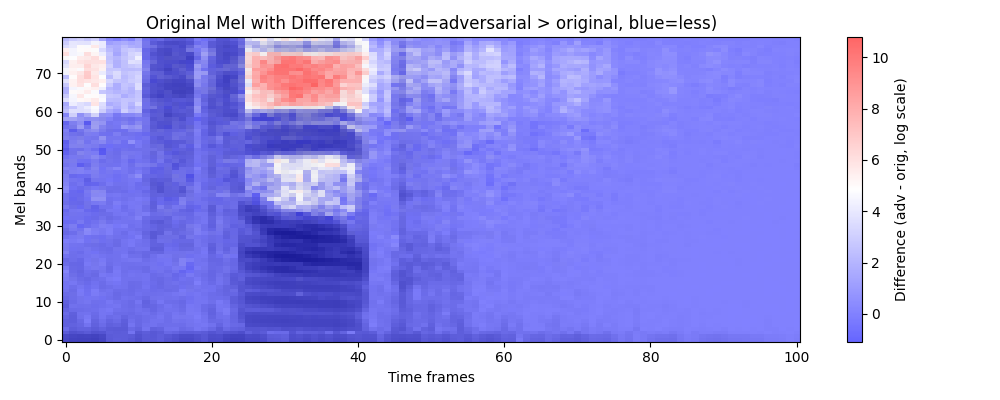 Original Mel with Differences (red=adversarial > original, blue=less)
Mel bands
70
60
50
40
30
20
10
0
0 20 40 60 80 100
Time frames
10
8
6
4
2
0
Difference (adv - orig, log scale)